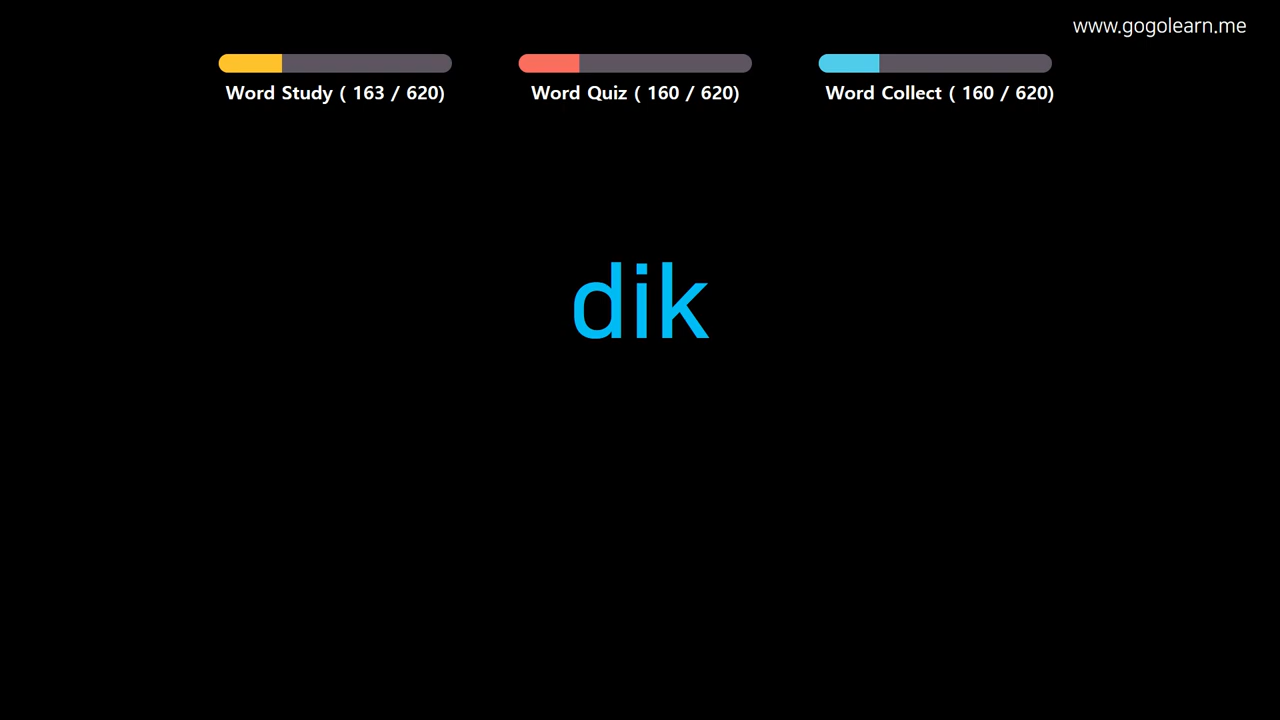 www.gogolearn.me
Word Study ( 163 / 620)
Word Quiz ( 160 / 620)
Word Collect ( 160 / 620)
dik